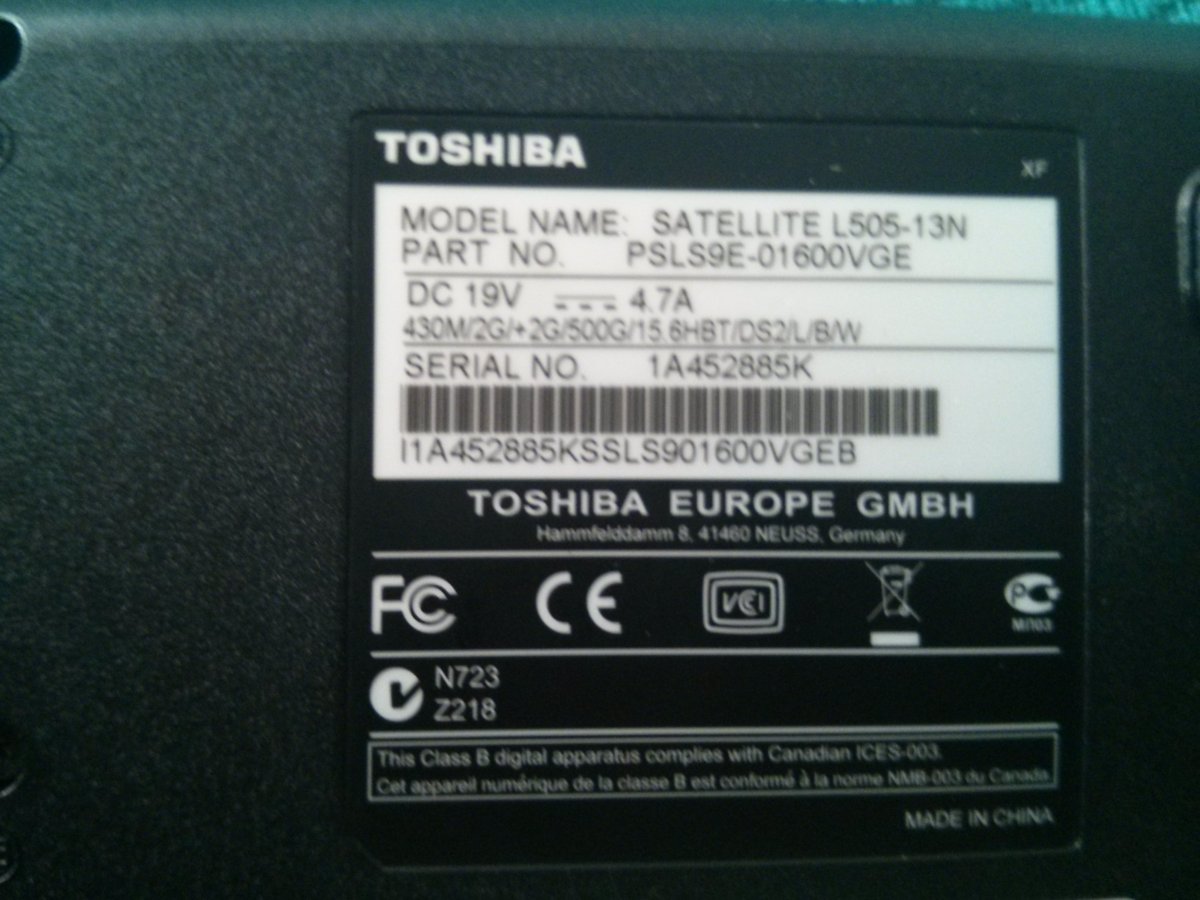 TOSHIBA
XF
MODEL NAME: SATELLITE L505-13N
PART NO. PSLS9E-01600VGE
DC 19V 4.7A
430M/2G/+2G/500G/15.6HBT/DS2/L/B/W
SERIAL NO. 1A452885K
I1A452885KSSLS901600VGEB
TOSHIBA EUROPE GMBH
Hammfelddamm 8, 41460 NEUSS, Germany
FC CE VCI PC
N723
Z218
This Class B digital apparatus complies with Canadian ICES-003.
Cet appareil numérique de la classe B est conformé à la norme NMB-003 du Canada.
MADE IN CHINA